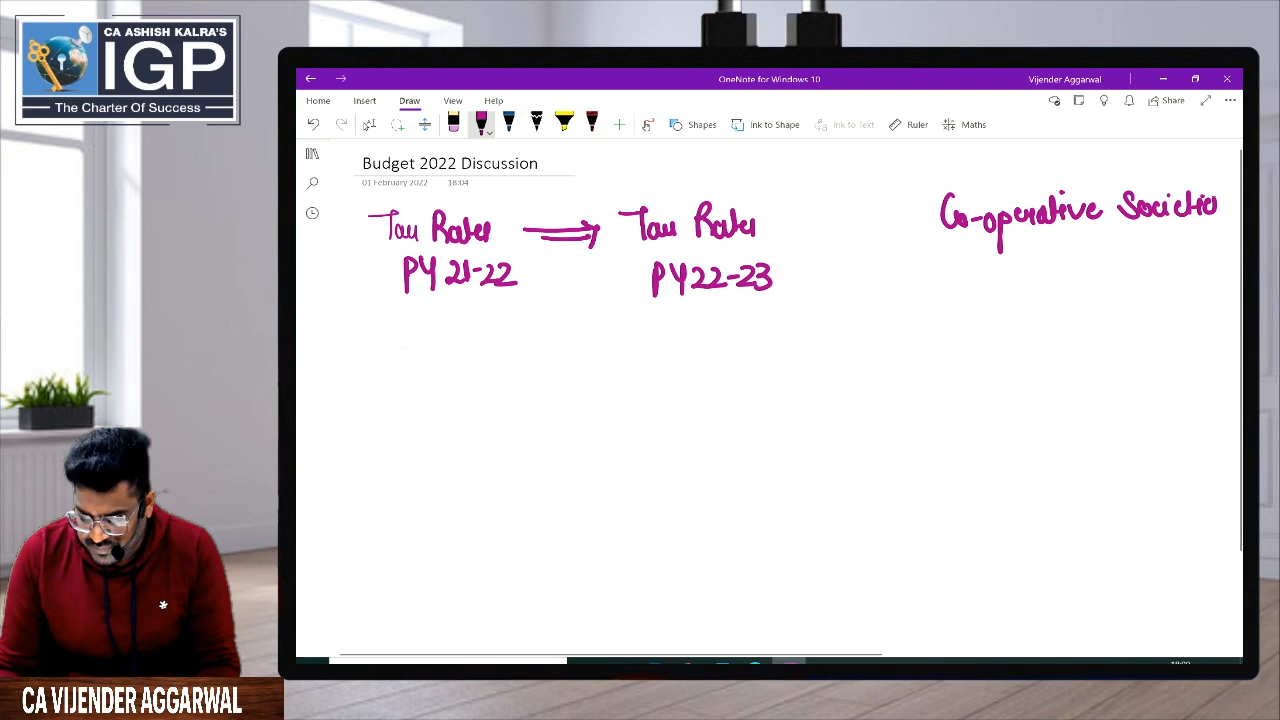 CA ASHISH KALRA'S
IGP
The Charter Of Success
OneNote for Windows 10
Vijender Aggarwal
Home Insert Draw View Help
Share
Shapes Ink to Shape Ink to Text Ruler Maths
Budget 2022 Discussion
01 February 2022 18:04
Tax Rates Tax Rates Co-operative Societies
PY 21-22 PY 22-23
CA VIJENDER AGGARWAL